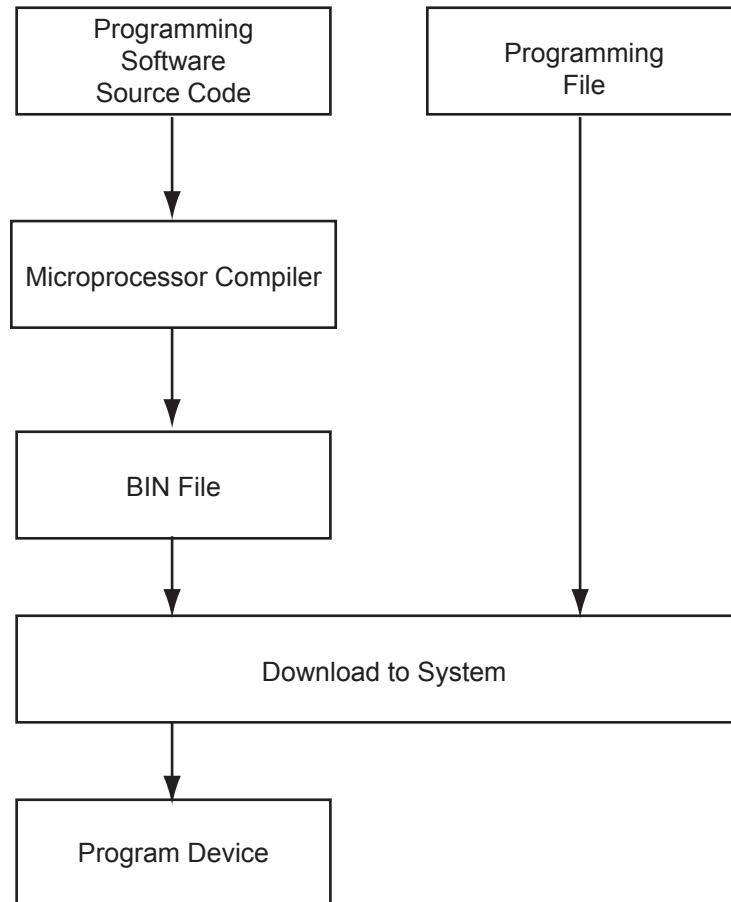 Programming
Software
Source Code
Programming
File
Microprocessor Compiler
BIN File
Download to System
Program Device